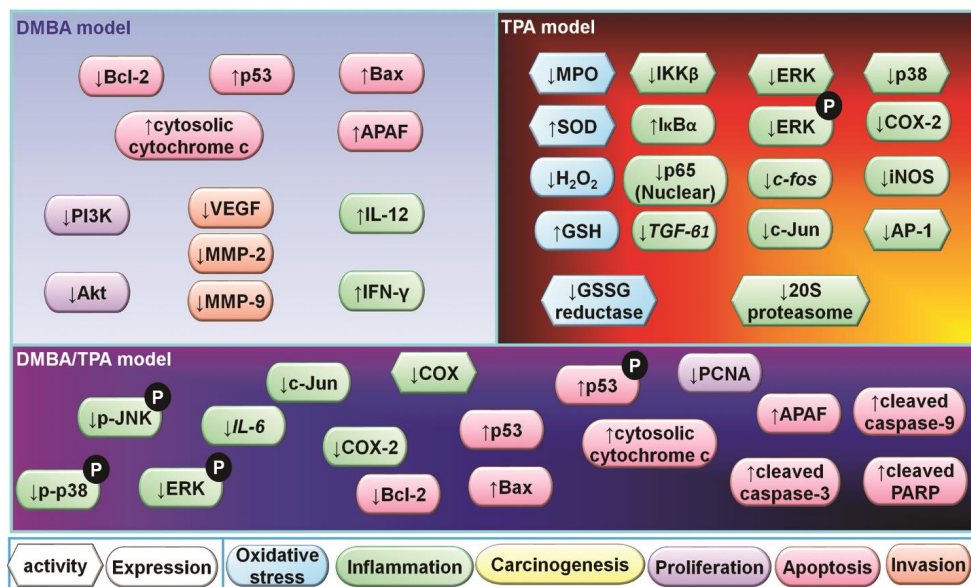 DMBA model
↓Bcl-2
↑p53
↑Bax
↑cytosolic
cytochrome c
↑APAF
↓PI3K
↓VEGF
↑IL-12
↓MMP-2
↓Akt
↓MMP-9
↑IFN-γ
TPA model
↓MPO
↓IKKβ
↓ERK
↓p38
↑SOD
↑IκBα
↓ERK
P
↓COX-2
↓H₂O₂
↓p65
(Nuclear)
↓c-fos
↓iNOS
↑GSH
↓TGF-β1
↓c-Jun
↓AP-1
↓GSSG
reductase
↓20S
proteasome
DMBA/TPA model
↓c-Jun
↓COX
↑p53
P
↓PCNA
↓p-JNK
P
↓IL-6
↑APAF
↑cleaved
caspase-9
↓COX-2
↑p53
↑cytosolic
cytochrome c
↓p-p38
P
↓ERK
P
↓Bcl-2
↑Bax
↑cleaved
caspase-3
↑cleaved
PARP
activity
Expression
Oxidative
stress
Inflammation
Carcinogenesis
Proliferation
Apoptosis
Invasion